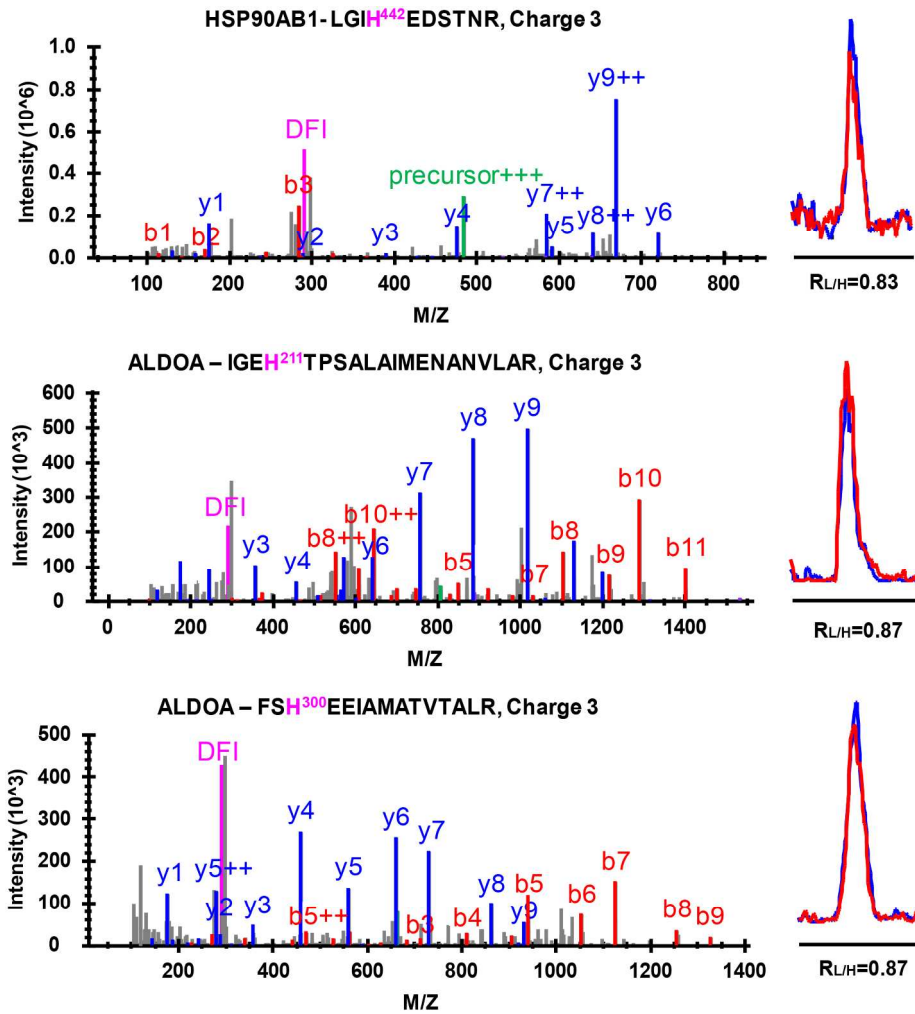 HSP90AB1-LGIH442EDSTNR, Charge 3
Intensity (10^6)
1.0
0.8
0.6
0.4
0.2
0.0
b1
y1
b2
DFI
b3
y2
y3
y4
precursor+++
y7++
y5
y8++
y9++
y6
100 200 300 400 500 600 700 800
M/Z
RL/H=0.83
ALDOA – IGEH211TPSALAIMENANVLAR, Charge 3
Intensity (10^3)
600
500
400
300
200
100
0
DFI
y3
y4
b8++
b10++
y6
y7
b5
y8
y9
b7
b8
b9
b10
b11
0 200 400 600 800 1000 1200 1400
M/Z
RL/H=0.87
ALDOA – FSH300EEIAMATVTALR, Charge 3
Intensity (10^3)
500
400
300
200
100
0
y1
DFI
y5++
y2
y3
y4
b5++
y5
y6
b3
y7
b4
y8
b5
y9
b6
b7
b8
b9
200 400 600 800 1000 1200 1400
M/Z
RL/H=0.87